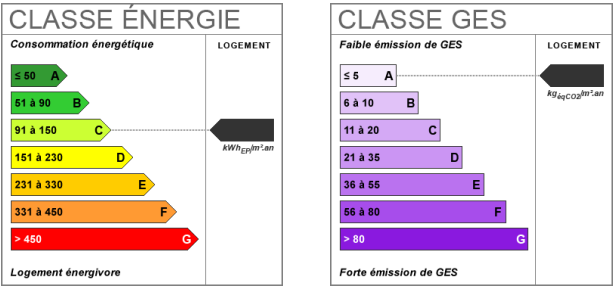 CLASSE ÉNERGIE
Consommation énergétique
LOGEMENT
≤ 50 A
51 à 90 B
91 à 150 C
kWhEP/m².an
151 à 230 D
231 à 330 E
331 à 450 F
> 450 G
Logement énergivore
CLASSE GES
Faible émission de GES
LOGEMENT
≤ 5 A
kgéqCO2/m².an
6 à 10 B
11 à 20 C
21 à 35 D
36 à 55 E
56 à 80 F
> 80 G
Forte émission de GES